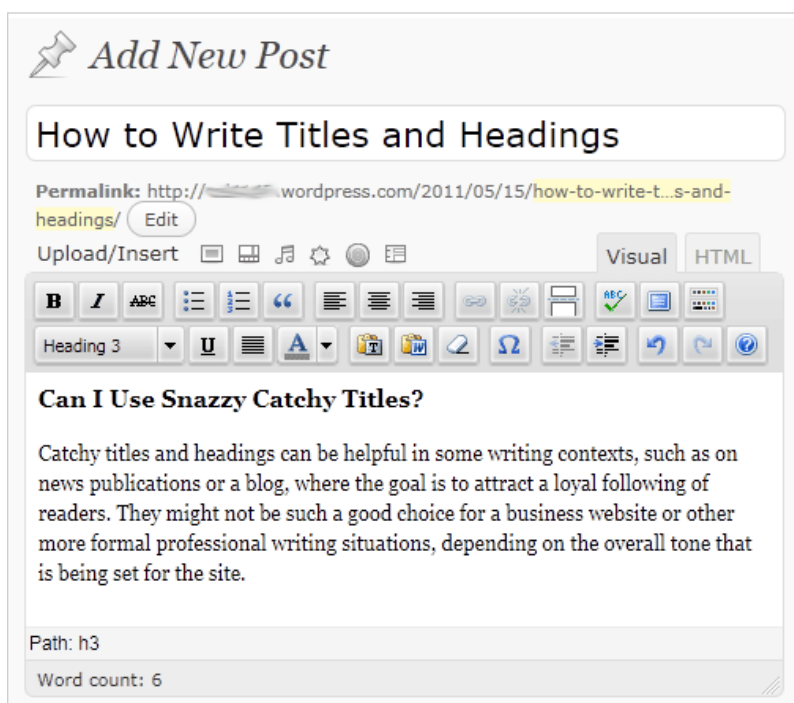 Add New Post
How to Write Titles and Headings
Permalink: http:// .wordpress.com/2011/05/15/how-to-write-t...s-and-
headings/ Edit
Upload/Insert Visual HTML
B I ABC ABC
Heading 3 U A T W Ω ?
Can I Use Snazzy Catchy Titles?
Catchy titles and headings can be helpful in some writing contexts, such as on
news publications or a blog, where the goal is to attract a loyal following of
readers. They might not be such a good choice for a business website or other
more formal professional writing situations, depending on the overall tone that
is being set for the site.
Path: h3
Word count: 6